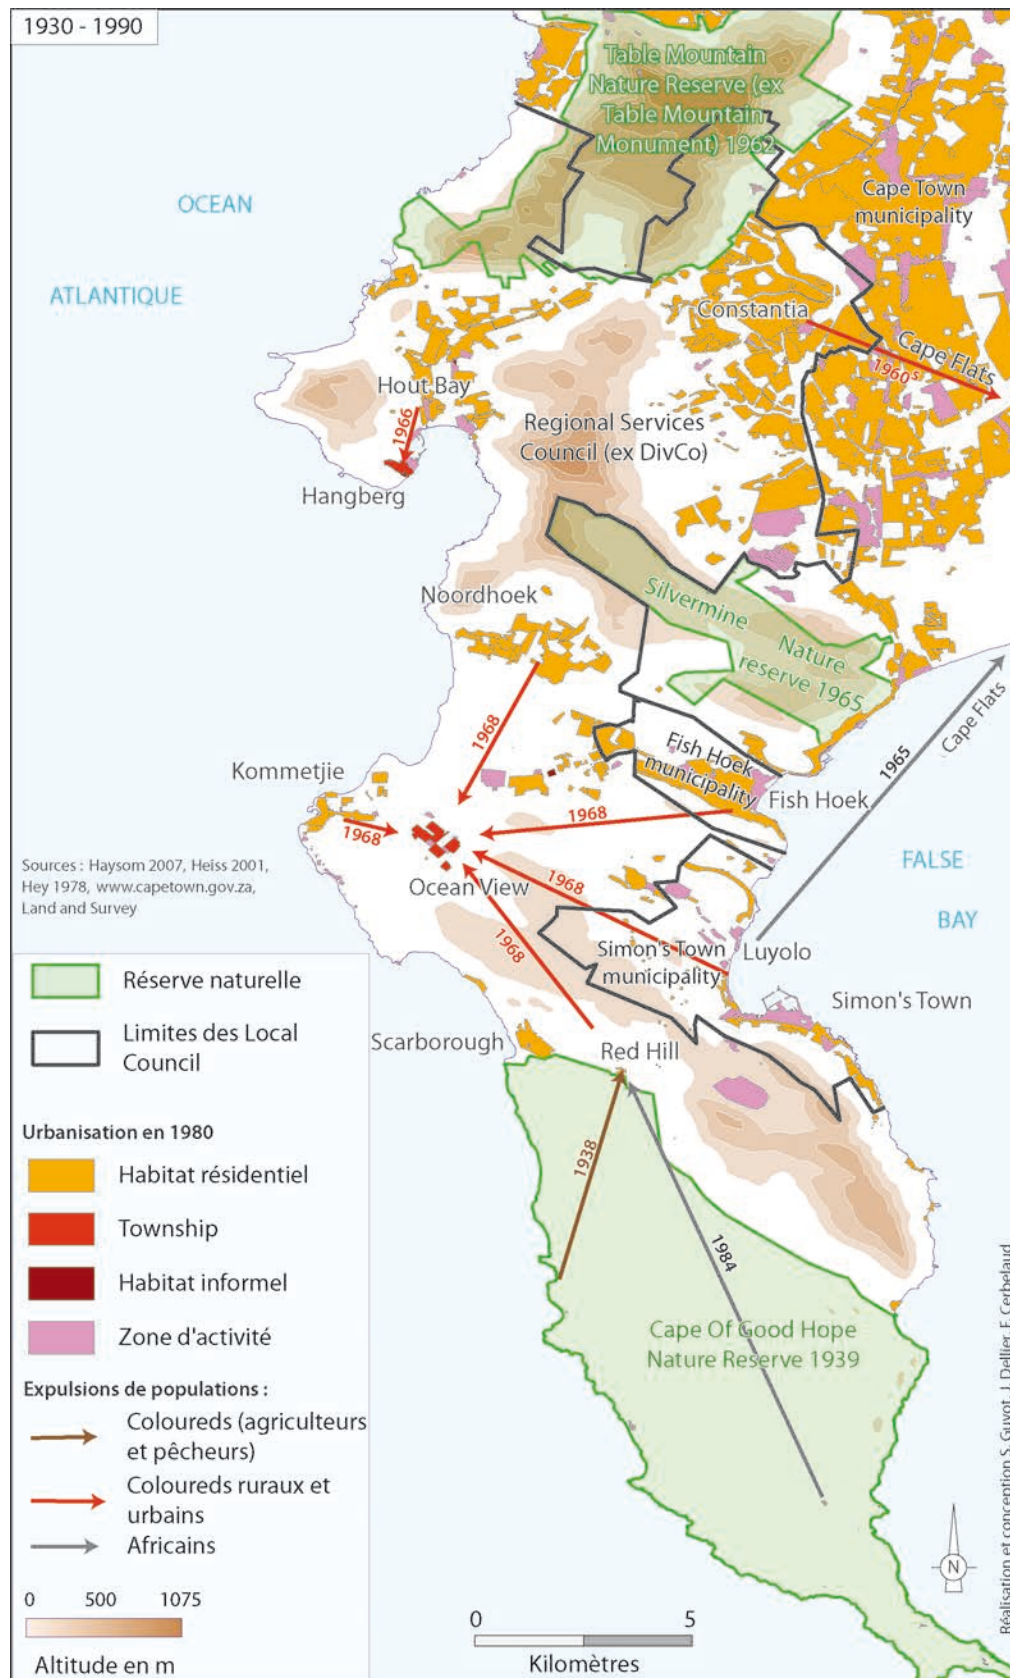 1930 - 1990
Table Mountain
Nature Reserve (ex
Table Mountain
Monument) 1962
OCEAN
ATLANTIQUE
Cape Town
municipality
Constantia
Cape Flats
1960s
Hout Bay
1966
Hangberg
Regional Services
Council (ex DivCo)
Noordhoek
Silvermine Nature
reserve 1965
1968
Fish Hoek
municipality
Fish Hoek
1965
Cape Flats
Kommetjie
1968
1968
Ocean View
1968
1968
FALSE
BAY
Sources : Haysom 2007, Heiss 2001,
Hey 1978, www.capetown.gov.za,
Land and Survey
Simon's Town
municipality
Luyolo
Simon's Town
Scarborough
Red Hill
1938
1984
Cape Of Good Hope
Nature Reserve 1939
Réserve naturelle
Limites des Local
Council
Urbanisation en 1980
Habitat résidentiel
Township
Habitat informel
Zone d'activité
Expulsions de populations :
Coloureds (agriculteurs
et pêcheurs)
Coloureds ruraux et
urbains
Africains
0 500 1075
Altitude en m
0 5
Kilomètres
N
Réalisation et conception S. Guyot, J. Dellier, F. Cerbelaud